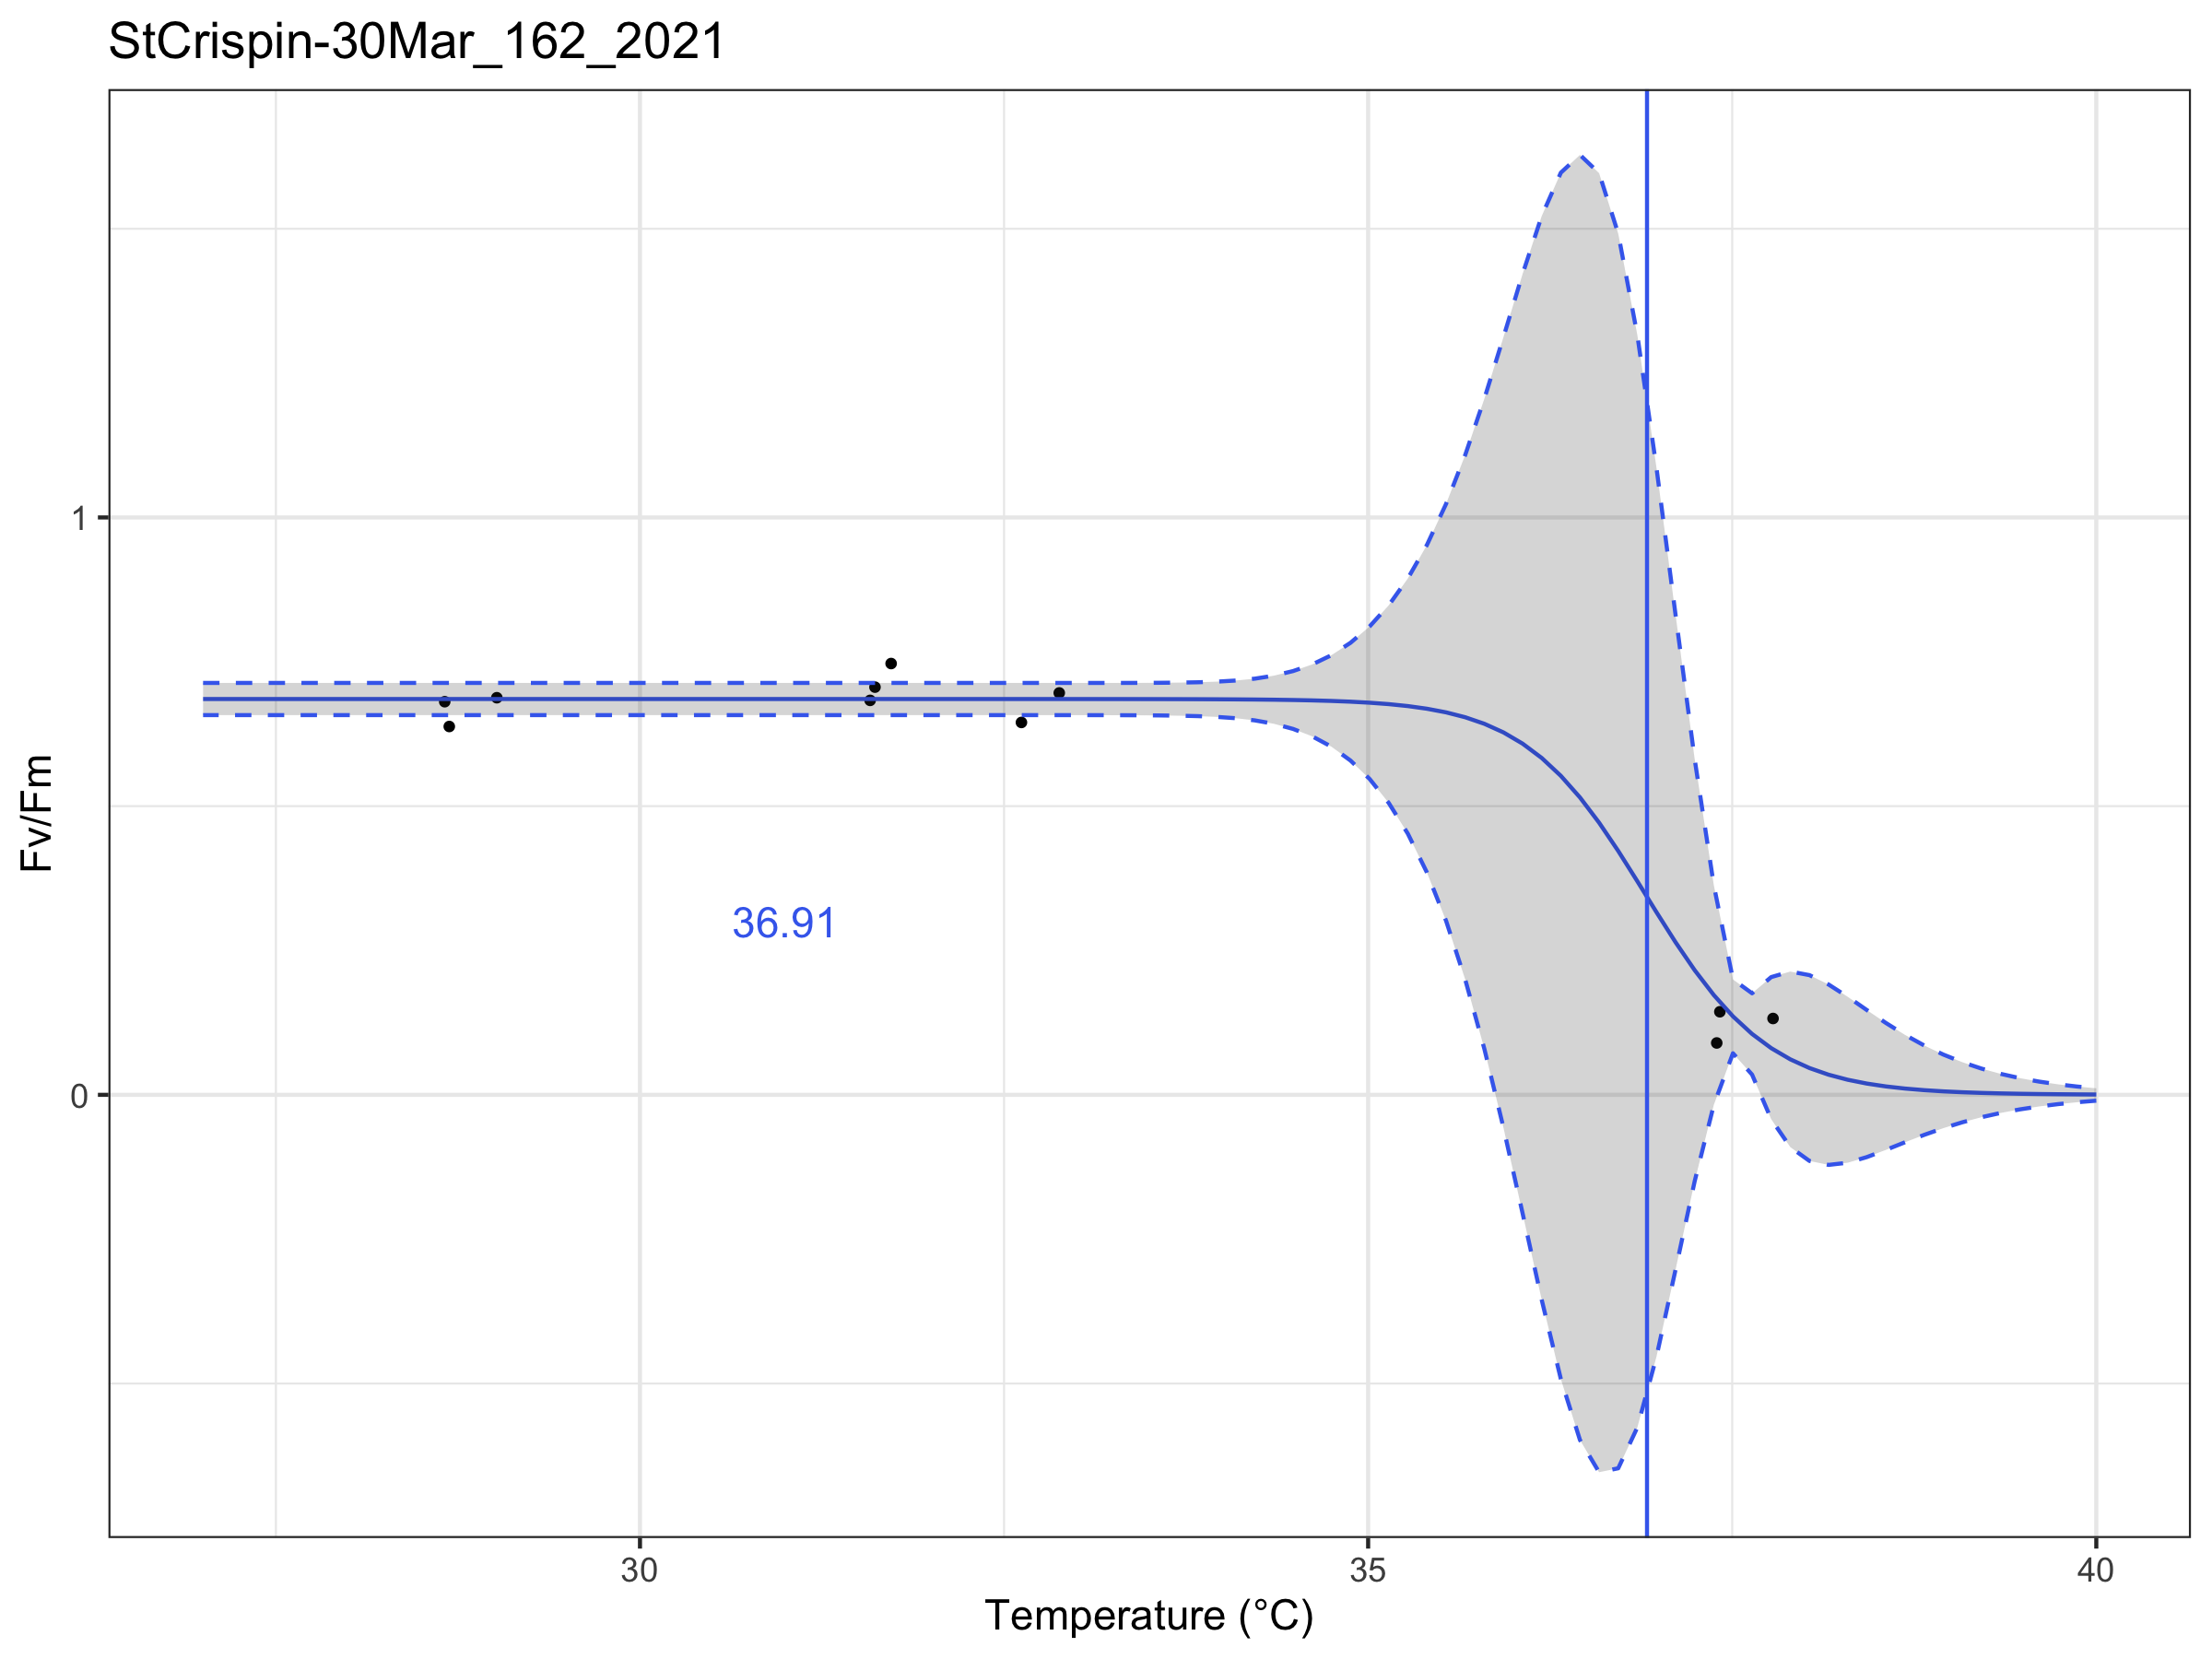 StCrispin-30Mar_162_2021
1
Fv/Fm
36.91
0
30
35
40
Temperature (°C)